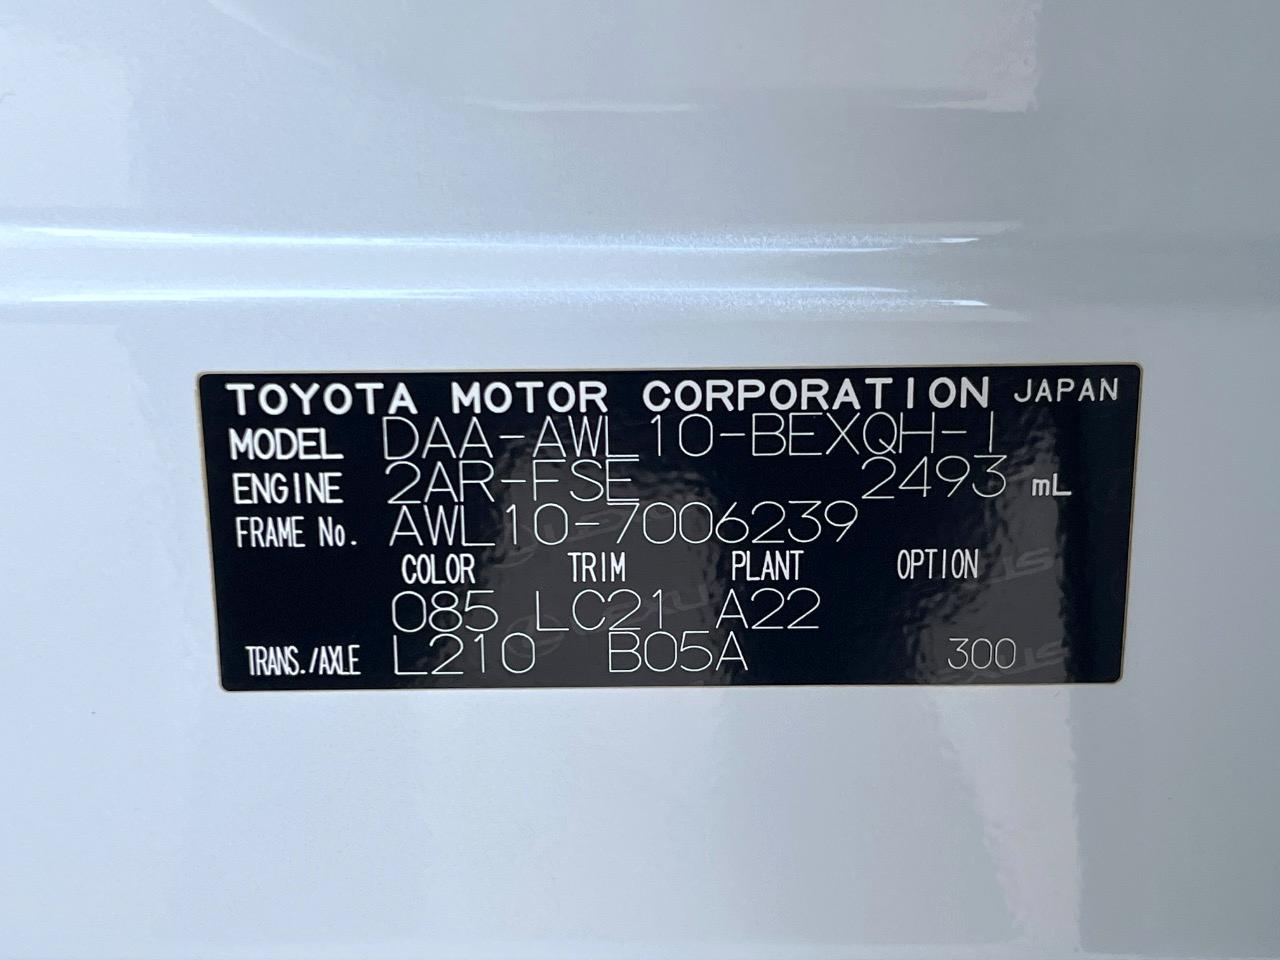 TOYOTA MOTOR CORPORATION JAPAN
MODEL DAA-AWL10-BEXQH-1
ENGINE 2AR-FSE 2493 mL
FRAME No. AWL10-7006239
COLOR TRIM PLANT OPTION
085 LC21 A22
TRANS./AXLE L210 B05A 300